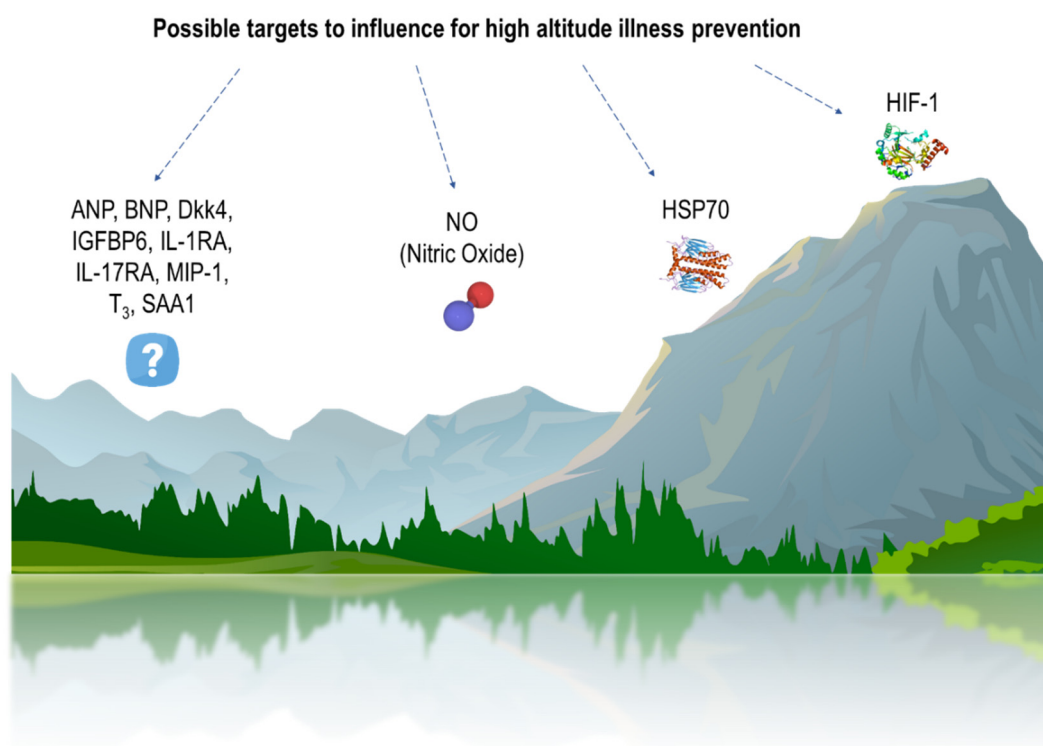 Possible targets to influence for high altitude illness prevention
HIF-1
ANP, BNP, Dkk4,
IGFBP6, IL-1RA,
IL-17RA, MIP-1,
T₃, SAA1
?
NO
(Nitric Oxide)
HSP70